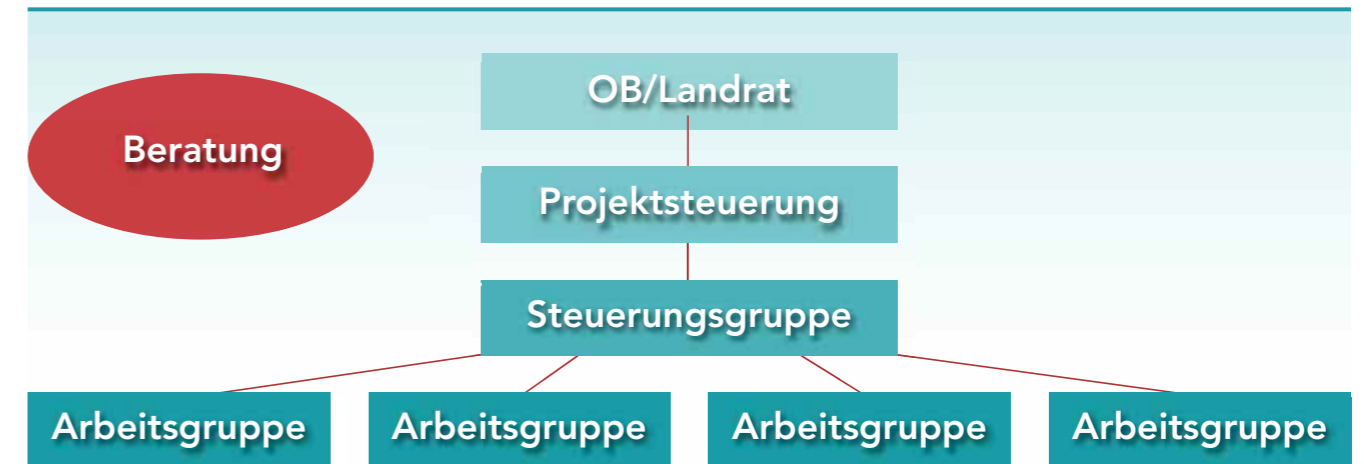 OB/Landrat
Beratung
Projektsteuerung
Steuerungsgruppe
Arbeitsgruppe
Arbeitsgruppe
Arbeitsgruppe
Arbeitsgruppe